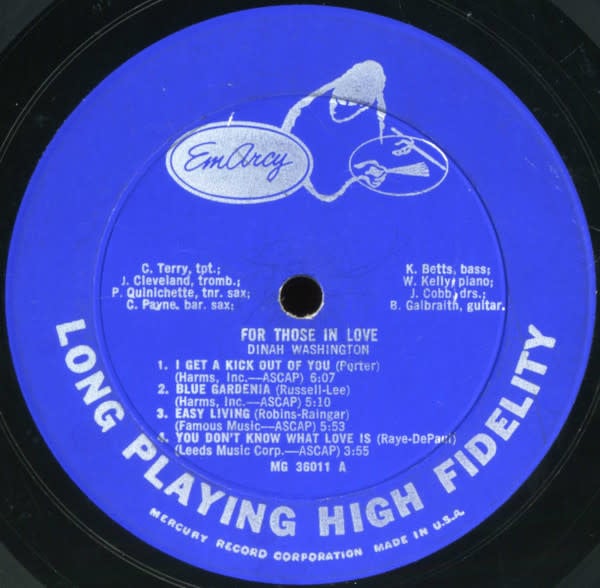 EmArcy
C. Terry, tpt.;
J. Cleveland, tromb.;
P. Quinichette, tnr. sax;
C. Payne, bar. sax;
K. Betts, bass;
W. Kelly, piano;
J. Cobb, drs.;
B. Galbraith, guitar.
FOR THOSE IN LOVE
DINAH WASHINGTON
1. I GET A KICK OUT OF YOU (Porter)
(Harms, Inc.—ASCAP) 6:07
2. BLUE GARDENIA (Russell-Lee)
(Harms, Inc.—ASCAP) 5:10
3. EASY LIVING (Robins-Raingar)
(Famous Music—ASCAP) 5:53
4. YOU DON'T KNOW WHAT LOVE IS (Raye-DePaul)
(Leeds Music Corp.—ASCAP) 3:55
MG 36011 A
LONG PLAYING HIGH FIDELITY
MERCURY RECORD CORPORATION MADE IN U.S.A.